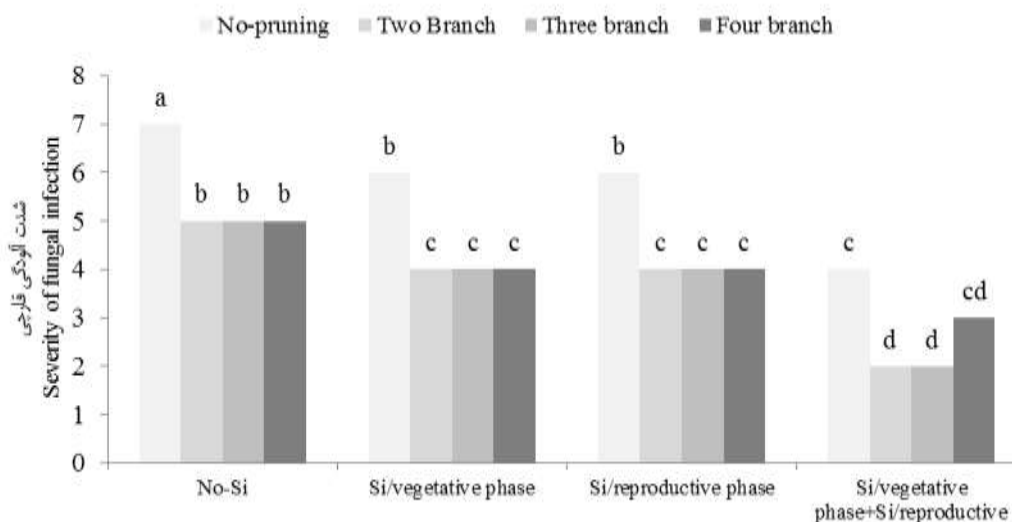 No-pruning Two Branch Three branch Four branch
شدت آلودگی قارچی
Severity of fungal infection
8
7
6
5
4
3
2
1
0
a
b b b
b
c c c
b
c c c
c
d d
cd
No-Si
Si/vegetative phase
Si/reproductive phase
Si/vegetative
phase+Si/reproductive